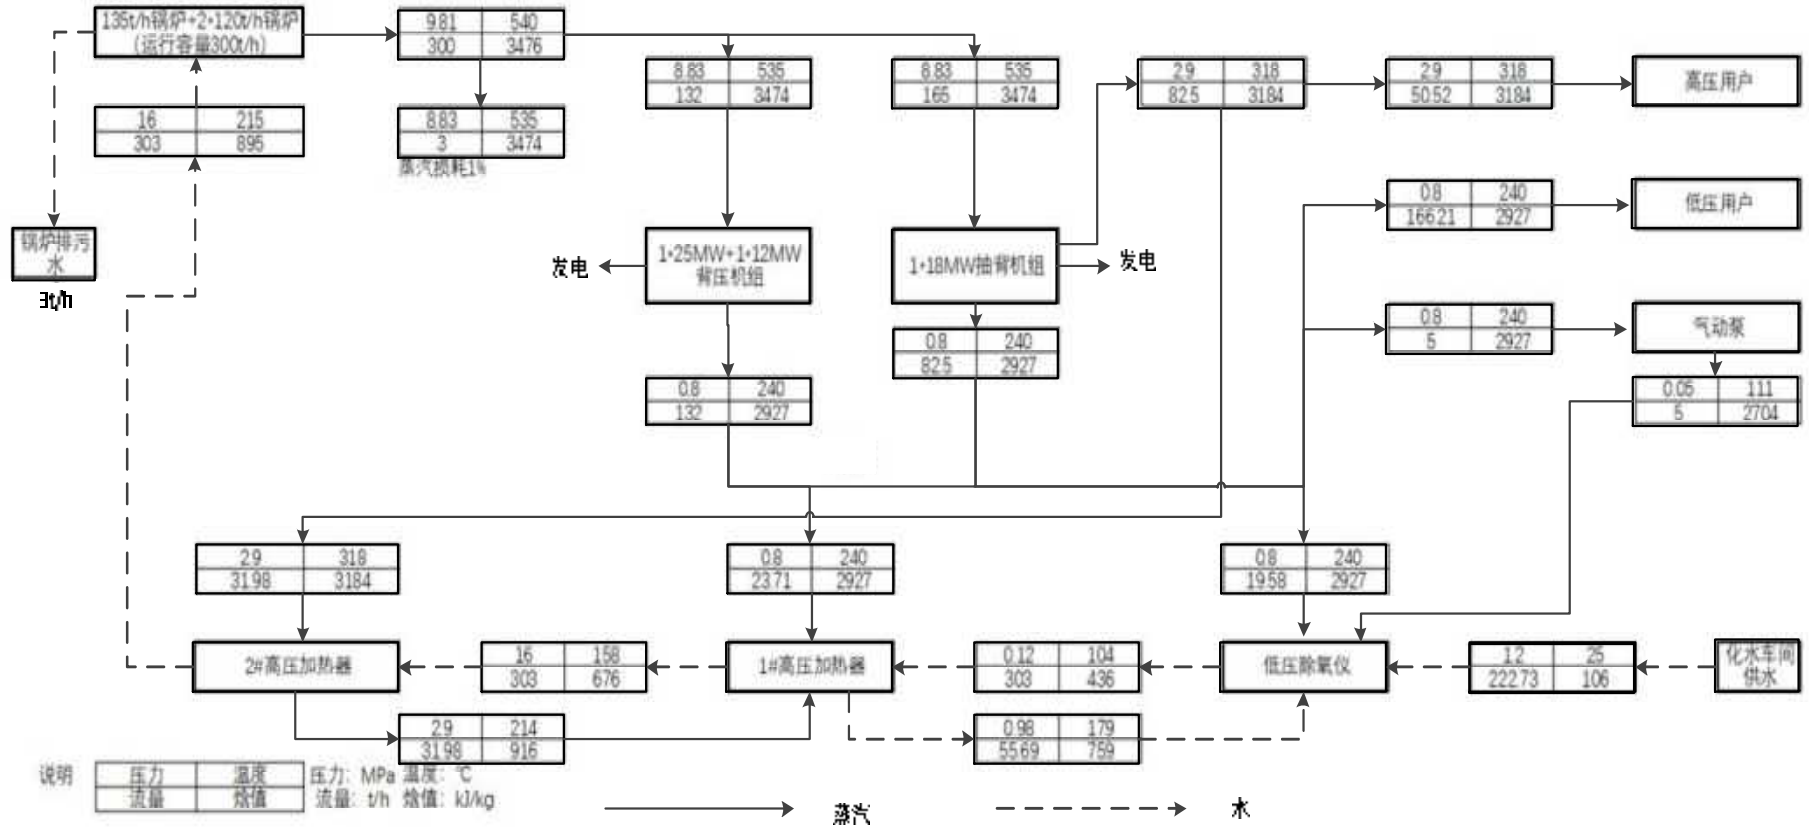 135t/h锅炉+2*120t/h锅炉
(运行容量300t/h)
9.81 540
300 3476
8.83 535
132 3474
8.83 535
165 3474
2.9 318
82.5 3184
2.9 318
50.52 3184
高压用户
16 215
303 895
8.83 535
3 3474
蒸汽损耗1%
0.8 240
166.21 2927
低压用户
锅炉排污
水
3t/h
发电
1*25MW+1*12MW
背压机组
1*18MW抽背机组
发电
0.8 240
5 2927
气动泵
0.8 240
82.5 2927
0.8 240
132 2927
0.05 111
5 2704
2.9 318
31.98 3184
0.8 240
23.71 2927
0.8 240
19.58 2927
2#高压加热器
16 158
303 676
1#高压加热器
0.12 104
303 436
低压除氧仪
1.2 25
222.73 106
化水车间
供水
2.9 214
31.98 916
0.98 179
55.69 759
说明
压力 温度
流量 焓值
压力: MPa 温度: ℃
流量: t/h 焓值: kJ/kg
蒸汽
水